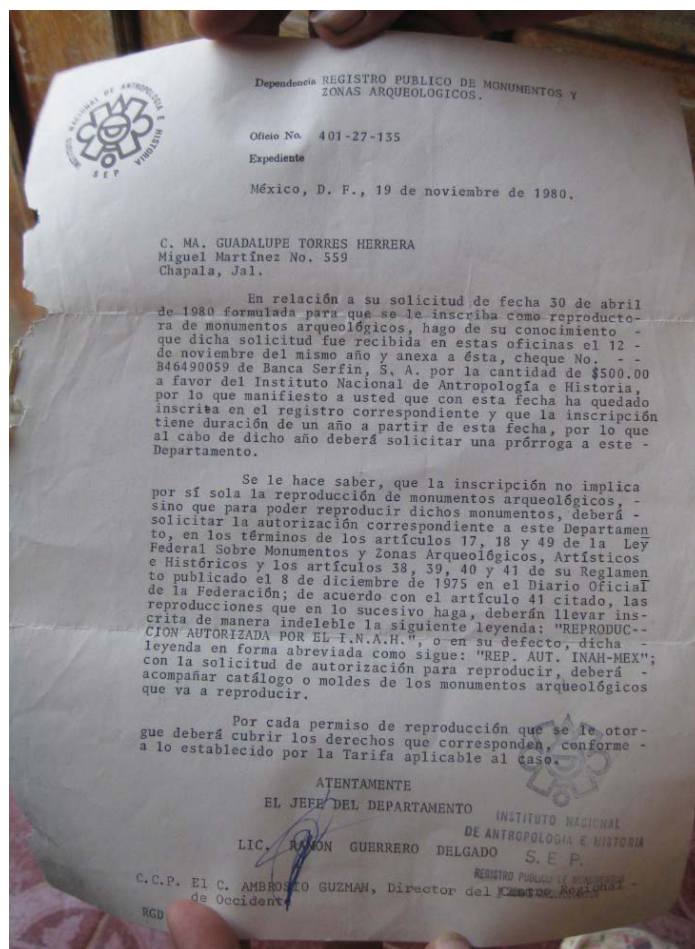 INSTITUTO NACIONAL DE ANTROPOLOGIA E HISTORIA
S E P
Dependencia REGISTRO PUBLICO DE MONUMENTOS Y
ZONAS ARQUEOLOGICOS.
Oficio No. 401-27-135
Expediente
México, D. F., 19 de noviembre de 1980.
C. MA. GUADALUPE TORRES HERRERA
Miguel Martínez No. 559
Chapala, Jal.
En relación a su solicitud de fecha 30 de abril
de 1980 formulada para que se le inscriba como reproducto-
ra de monumentos arqueológicos, hago de su conocimiento -
que dicha solicitud fue recibida en estas oficinas el 12 -
de noviembre del mismo año y anexa a ésta, cheque No. - -
B46490059 de Banca Serfin, S. A. por la cantidad de $500.00
a favor del Instituto Nacional de Antropología e Historia,
por lo que manifiesto a usted que con esta fecha ha quedado
inscrita en el registro correspondiente y que la inscripción
tiene duración de un año a partir de esta fecha, por lo que
al cabo de dicho año deberá solicitar una prórroga a este -
Departamento.
Se le hace saber, que la inscripción no implica
por sí sola la reproducción de monumentos arqueológicos, -
sino que para poder reproducir dichos monumentos, deberá -
solicitar la autorización correspondiente a este Departamen
to, en los términos de los artículos 17, 18 y 49 de la Ley
Federal Sobre Monumentos y Zonas Arqueológicos, Artísticos
e Históricos y los artículos 38, 39, 40 y 41 de su Reglamen
to publicado el 8 de diciembre de 1975 en el Diario Oficial
de la Federación; de acuerdo con el artículo 41 citado, las
reproducciones que en lo sucesivo haga, deberán llevar ins-
crita de manera indeleble la siguiente leyenda: "REPRODUC--
CION AUTORIZADA POR EL I.N.A.H.", o en su defecto, dicha -
leyenda en forma abreviada como sigue: "REP. AUT. INAH-MEX";
con la solicitud de autorización para reproducir, deberá -
acompañar catálogo o moldes de los monumentos arqueológicos
que va a reproducir.
Por cada permiso de reproducción que se le otor-
gue deberá cubrir los derechos que corresponden, conforme -
a lo establecido por la Tarifa aplicable al caso.
ATENTAMENTE
EL JEFE DEL DEPARTAMENTO
LIC. RAMON GUERRERO DELGADO
INSTITUTO NACIONAL
DE ANTROPOLOGIA E HISTORIA
S. E. P.
REGISTRO PUBLICO DE MONUMENTOS
C.C.P. El C. AMBROSIO GUZMAN, Director del Centro Regional -
de Occidente
RGD